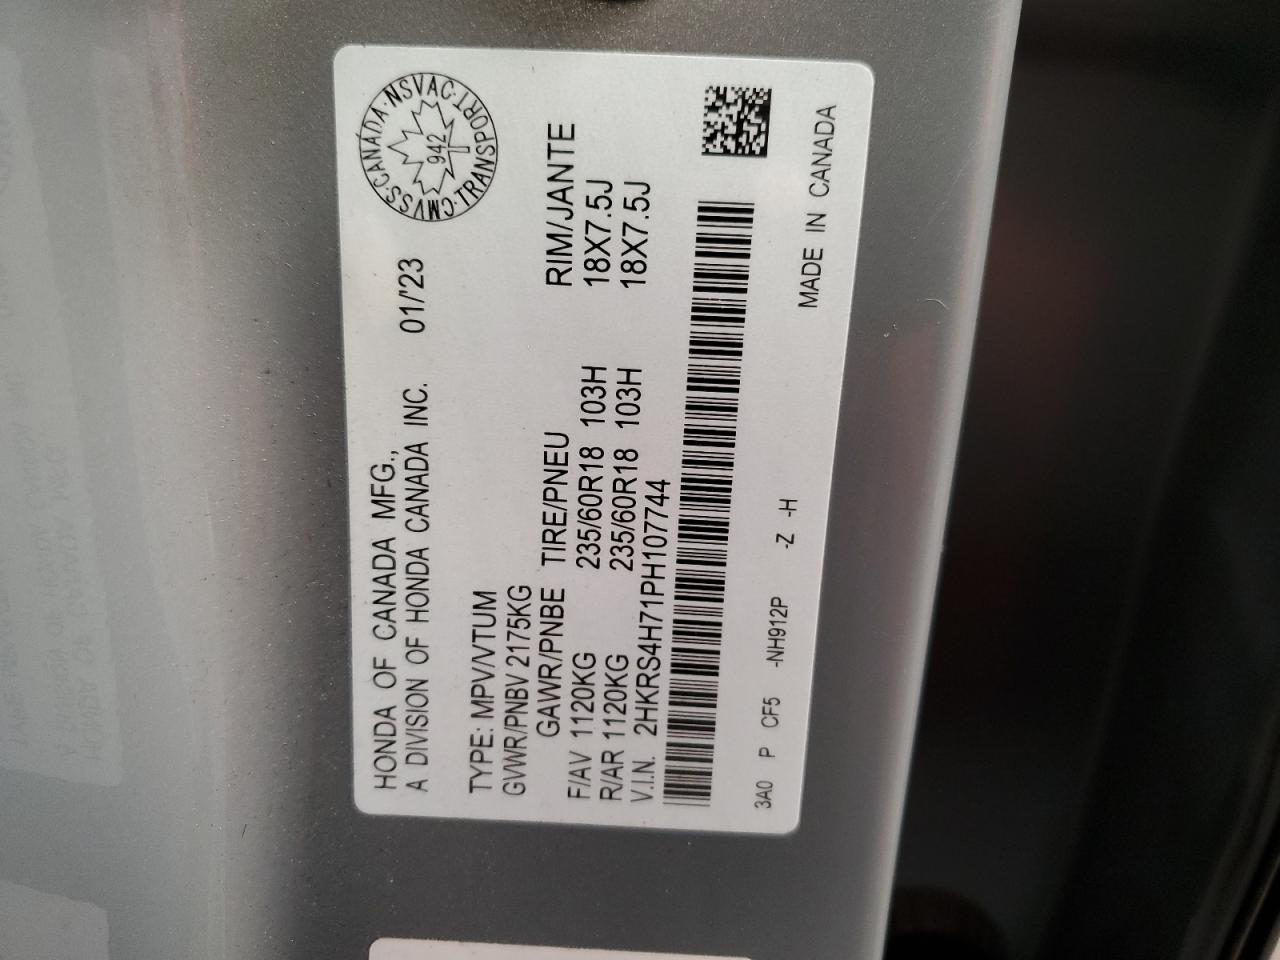 HONDA OF CANADA MFG.,
A DIVISION OF HONDA CANADA INC. 01/'23
CMVSS·CANADA·NSVAC·TRANSPORT
942
TYPE: MPV/VTUM
GVWR/PNBV 2175KG
GAWR/PNBE TIRE/PNEU RIM/JANTE
F/AV 1120KG 235/60R18 103H 18X7.5J
R/AR 1120KG 235/60R18 103H 18X7.5J
V.I.N. 2HKRS4H71PH107744
3A0 P CF5 -NH912P -Z -H
MADE IN CANADA